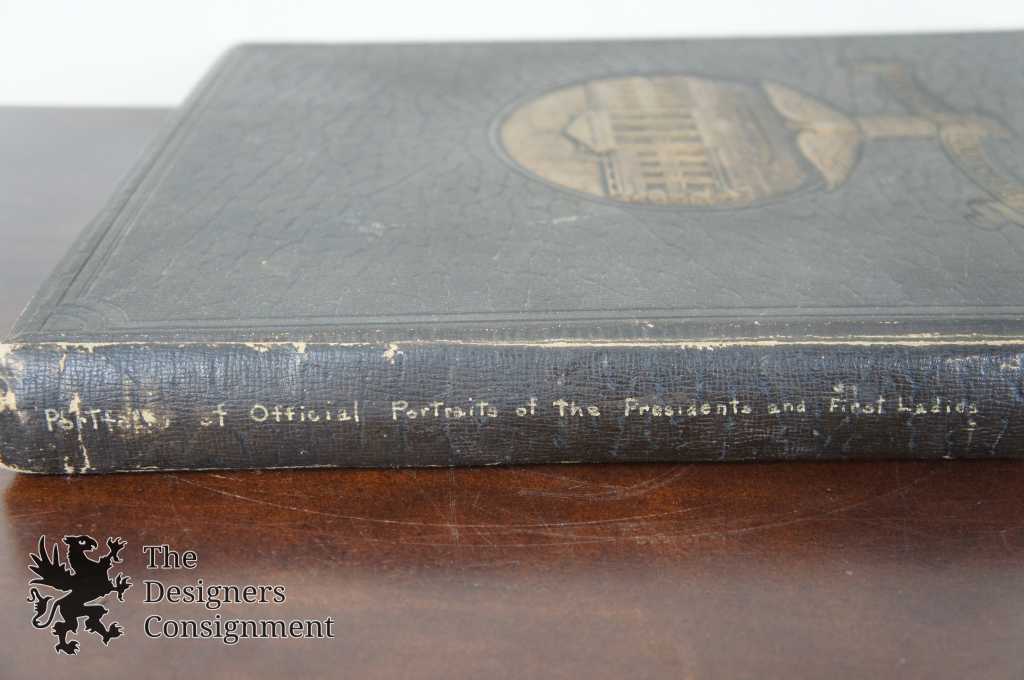 Portfolio of Official Portraits of The Presidents and First Ladies
The
Designers
Consignment